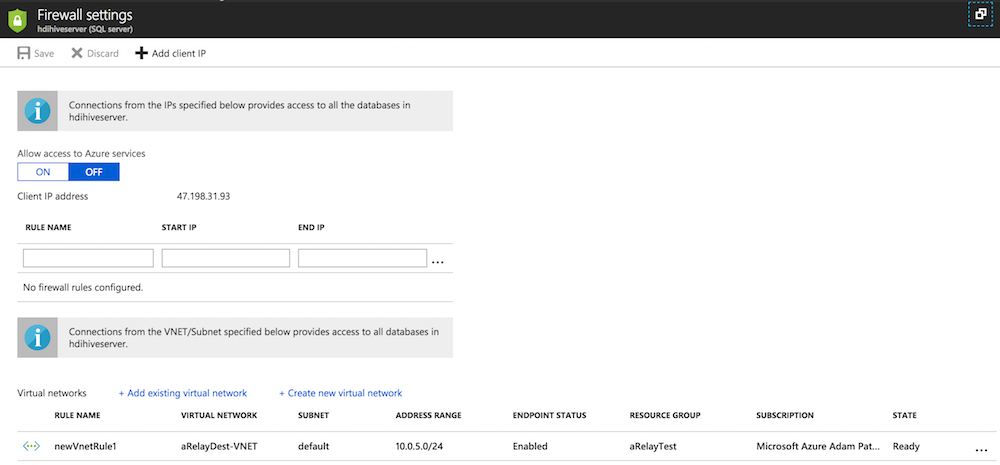 Firewall settings
hdihiveserver (SQL server)
Save Discard Add client IP
Connections from the IPs specified below provides access to all the databases in
hdihiveserver.
Allow access to Azure services
ON OFF
Client IP address 47.198.31.93
RULE NAME START IP END IP
...
No firewall rules configured.
Connections from the VNET/Subnet specified below provides access to all databases in
hdihiveserver.
Virtual networks + Add existing virtual network + Create new virtual network
RULE NAME VIRTUAL NETWORK SUBNET ADDRESS RANGE ENDPOINT STATUS RESOURCE GROUP SUBSCRIPTION STATE
newVnetRule1 aRelayDest-VNET default 10.0.5.0/24 Enabled aRelayTest Microsoft Azure Adam Pat... Ready ...